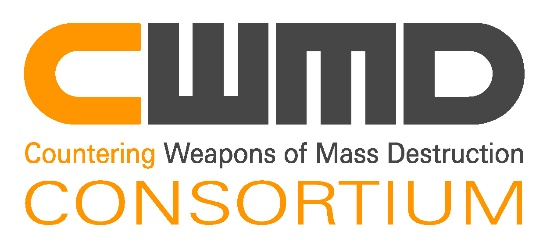 CWMD
Countering Weapons of Mass Destruction
CONSORTIUM